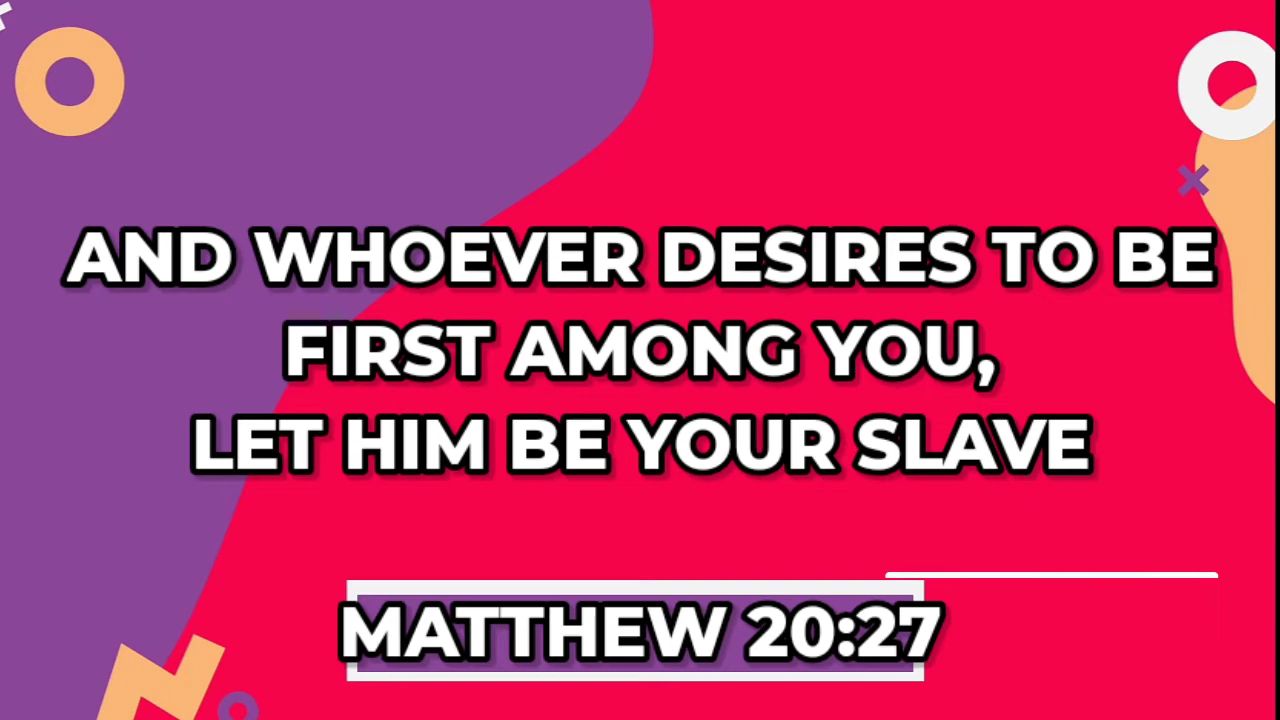 AND WHOEVER DESIRES TO BE
FIRST AMONG YOU,
LET HIM BE YOUR SLAVE
MATTHEW 20:27